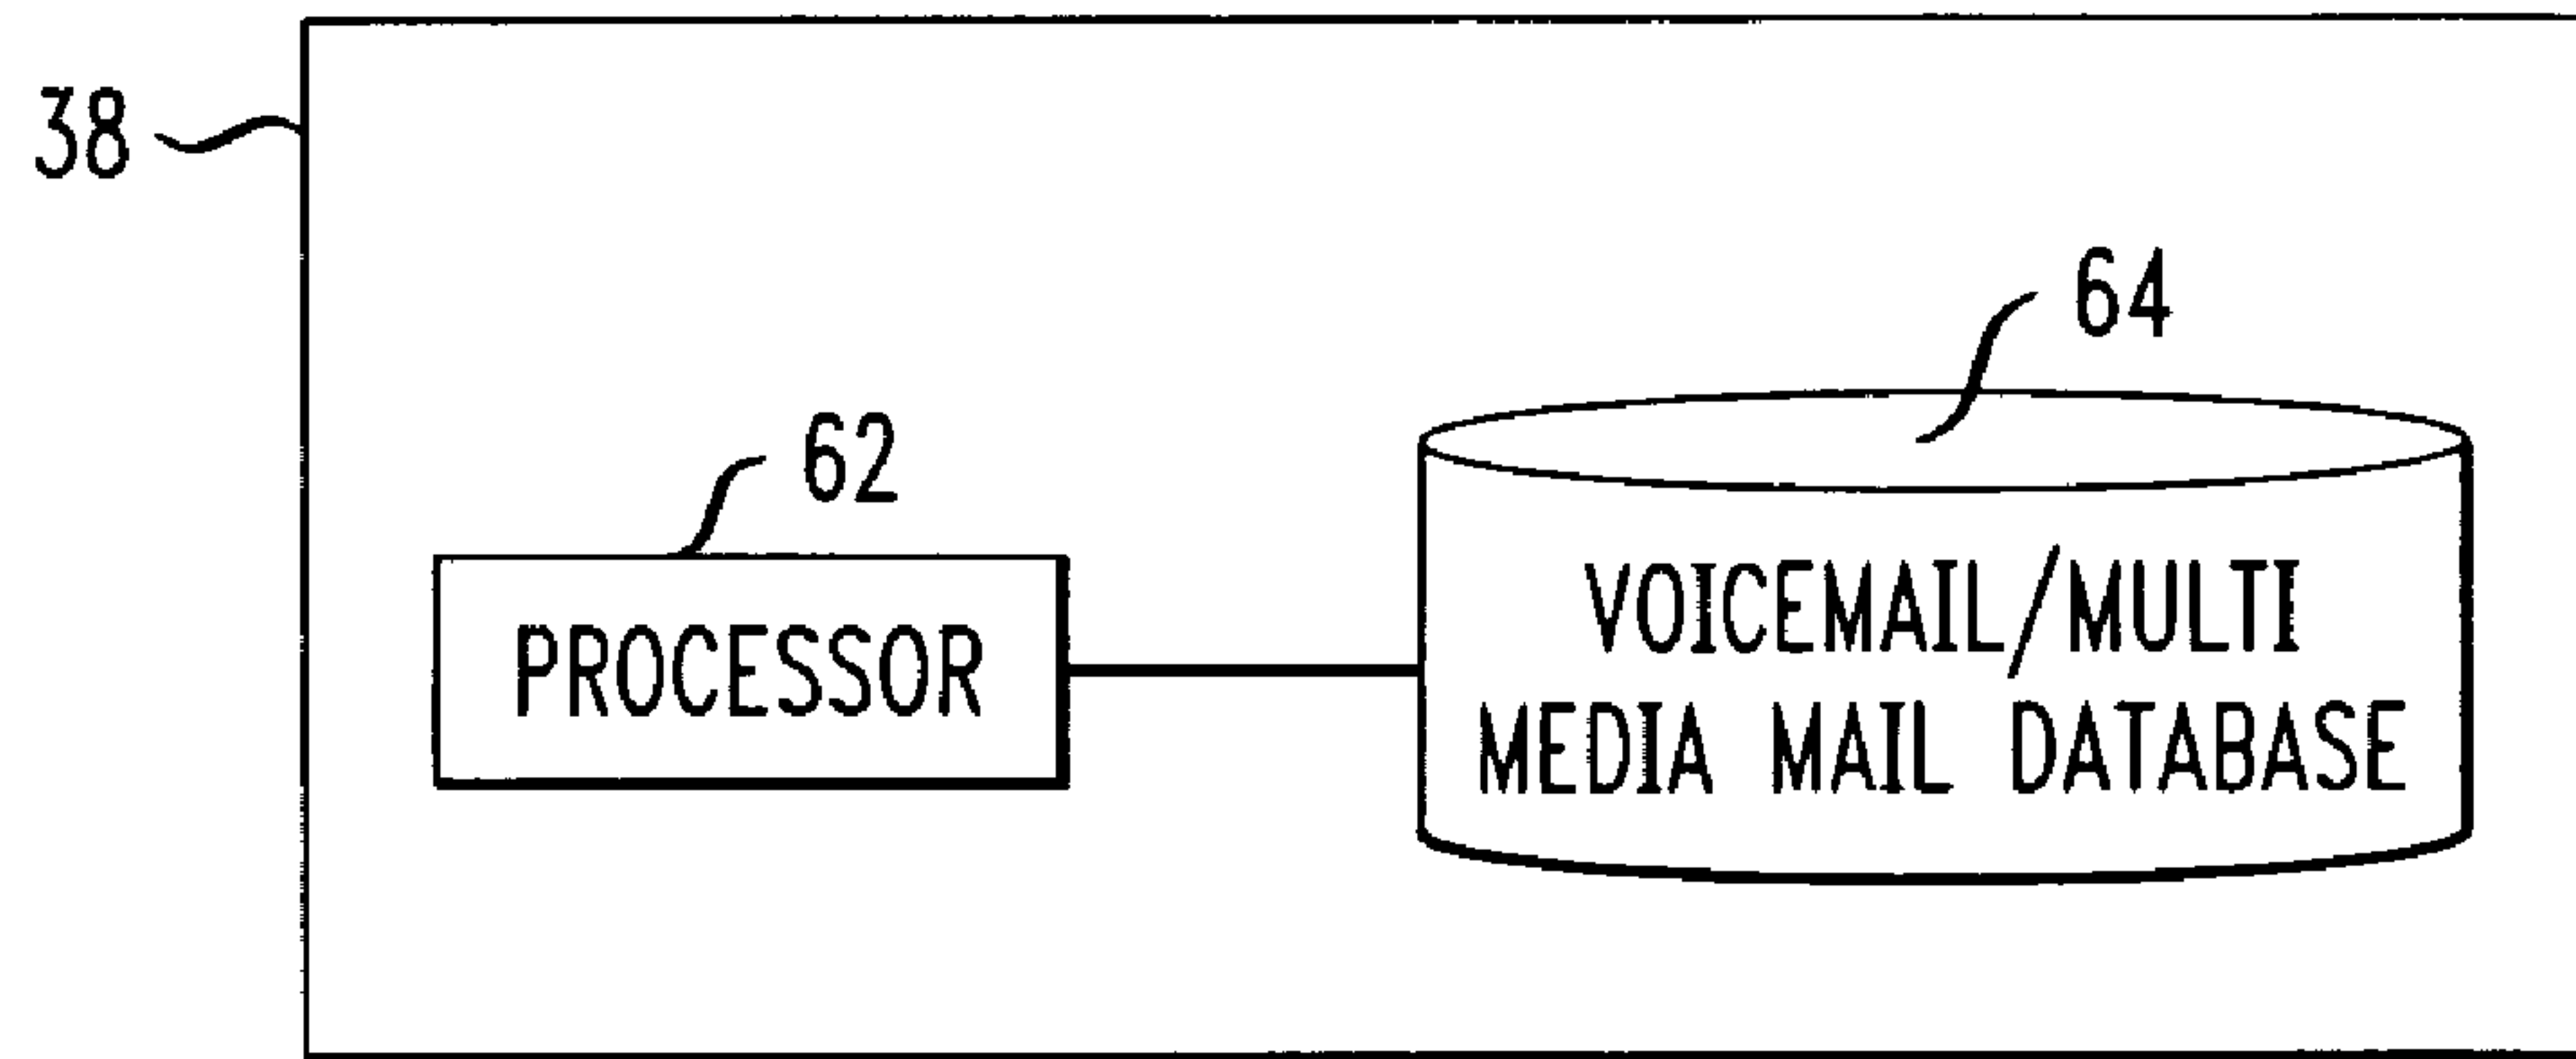 38
64
62
PROCESSOR
VOICEMAIL/MULTI
MEDIA MAIL DATABASE